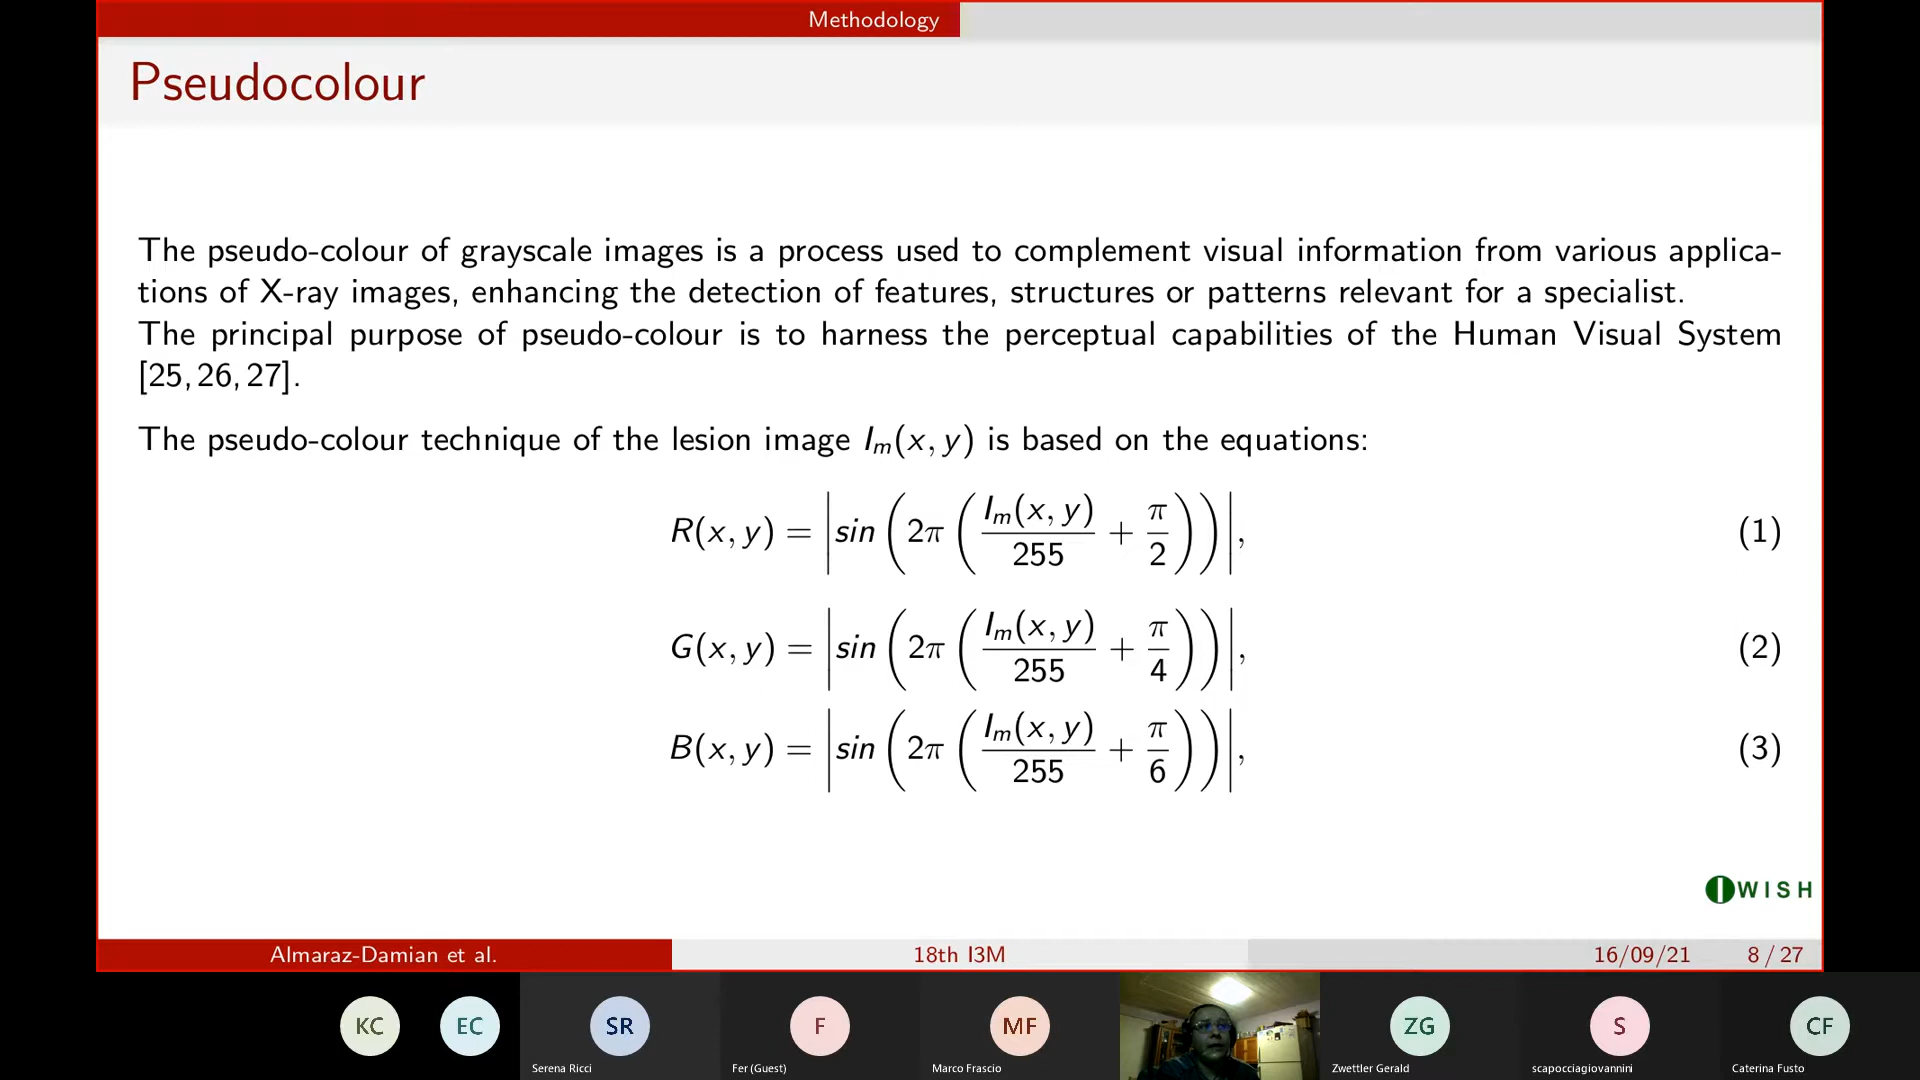 Methodology
Pseudocolour
The pseudo-colour of grayscale images is a process used to complement visual information from various applica-
tions of X-ray images, enhancing the detection of features, structures or patterns relevant for a specialist.
The principal purpose of pseudo-colour is to harness the perceptual capabilities of the Human Visual System
[25, 26, 27].
The pseudo-colour technique of the lesion image Iₘ(x, y) is based on the equations:
R(x, y) = |sin (2π (Iₘ(x, y)/255 + π/2))|, (1)
G(x, y) = |sin (2π (Iₘ(x, y)/255 + π/4))|, (2)
B(x, y) = |sin (2π (Iₘ(x, y)/255 + π/6))|, (3)
I WISH
Almaraz-Damian et al. 18th I3M 16/09/21 8 / 27
KC EC SR F MF ZG S CF
Serena Ricci Fer (Guest) Marco Frascio Zwettler Gerald scapocciagiovannini Caterina Fusto